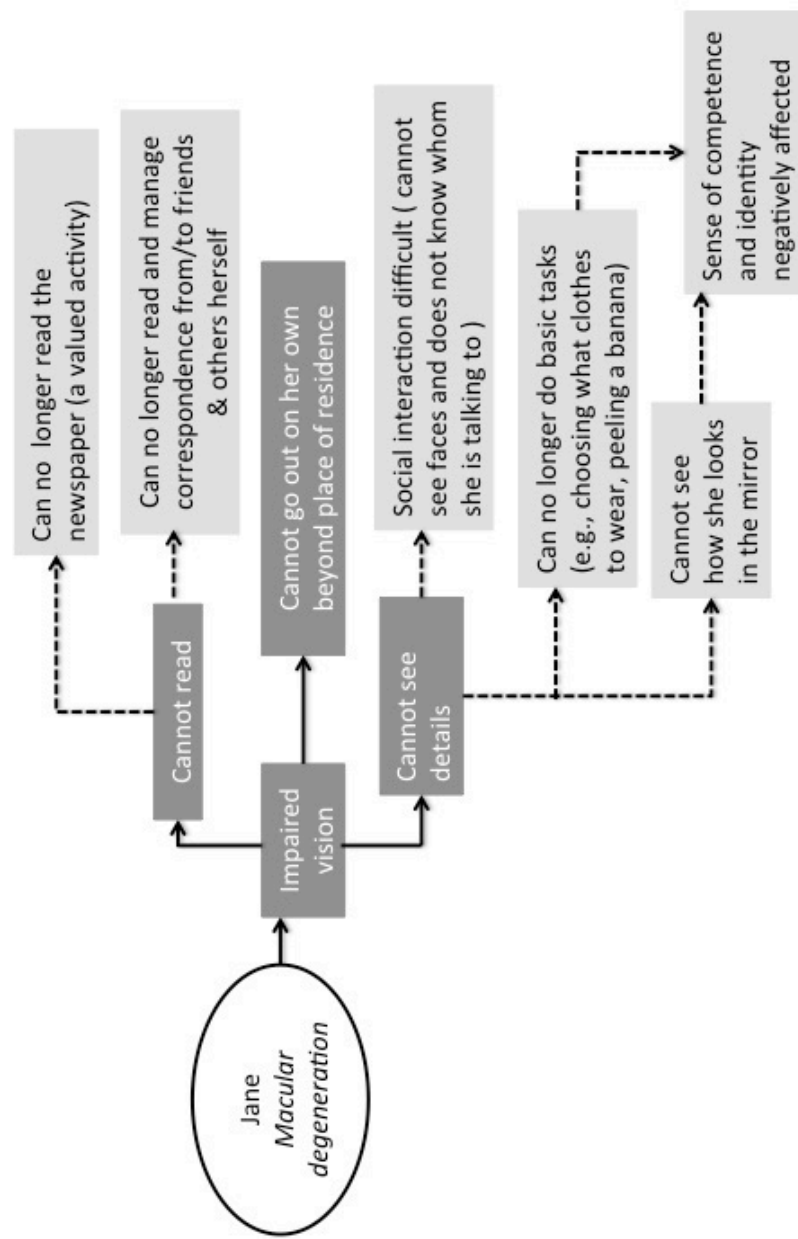 Jane
Macular
degeneration
Impaired
vision
Cannot read
Can no longer read the
newspaper (a valued activity)
Can no longer read and manage
correspondence from/to friends
& others herself
Cannot go out on her own
beyond place of residence
Cannot see
details
Social interaction difficult ( cannot
see faces and does not know whom
she is talking to )
Can no longer do basic tasks
(e.g., choosing what clothes
to wear, peeling a banana)
Cannot see
how she looks
in the mirror
Sense of competence
and identity
negatively affected